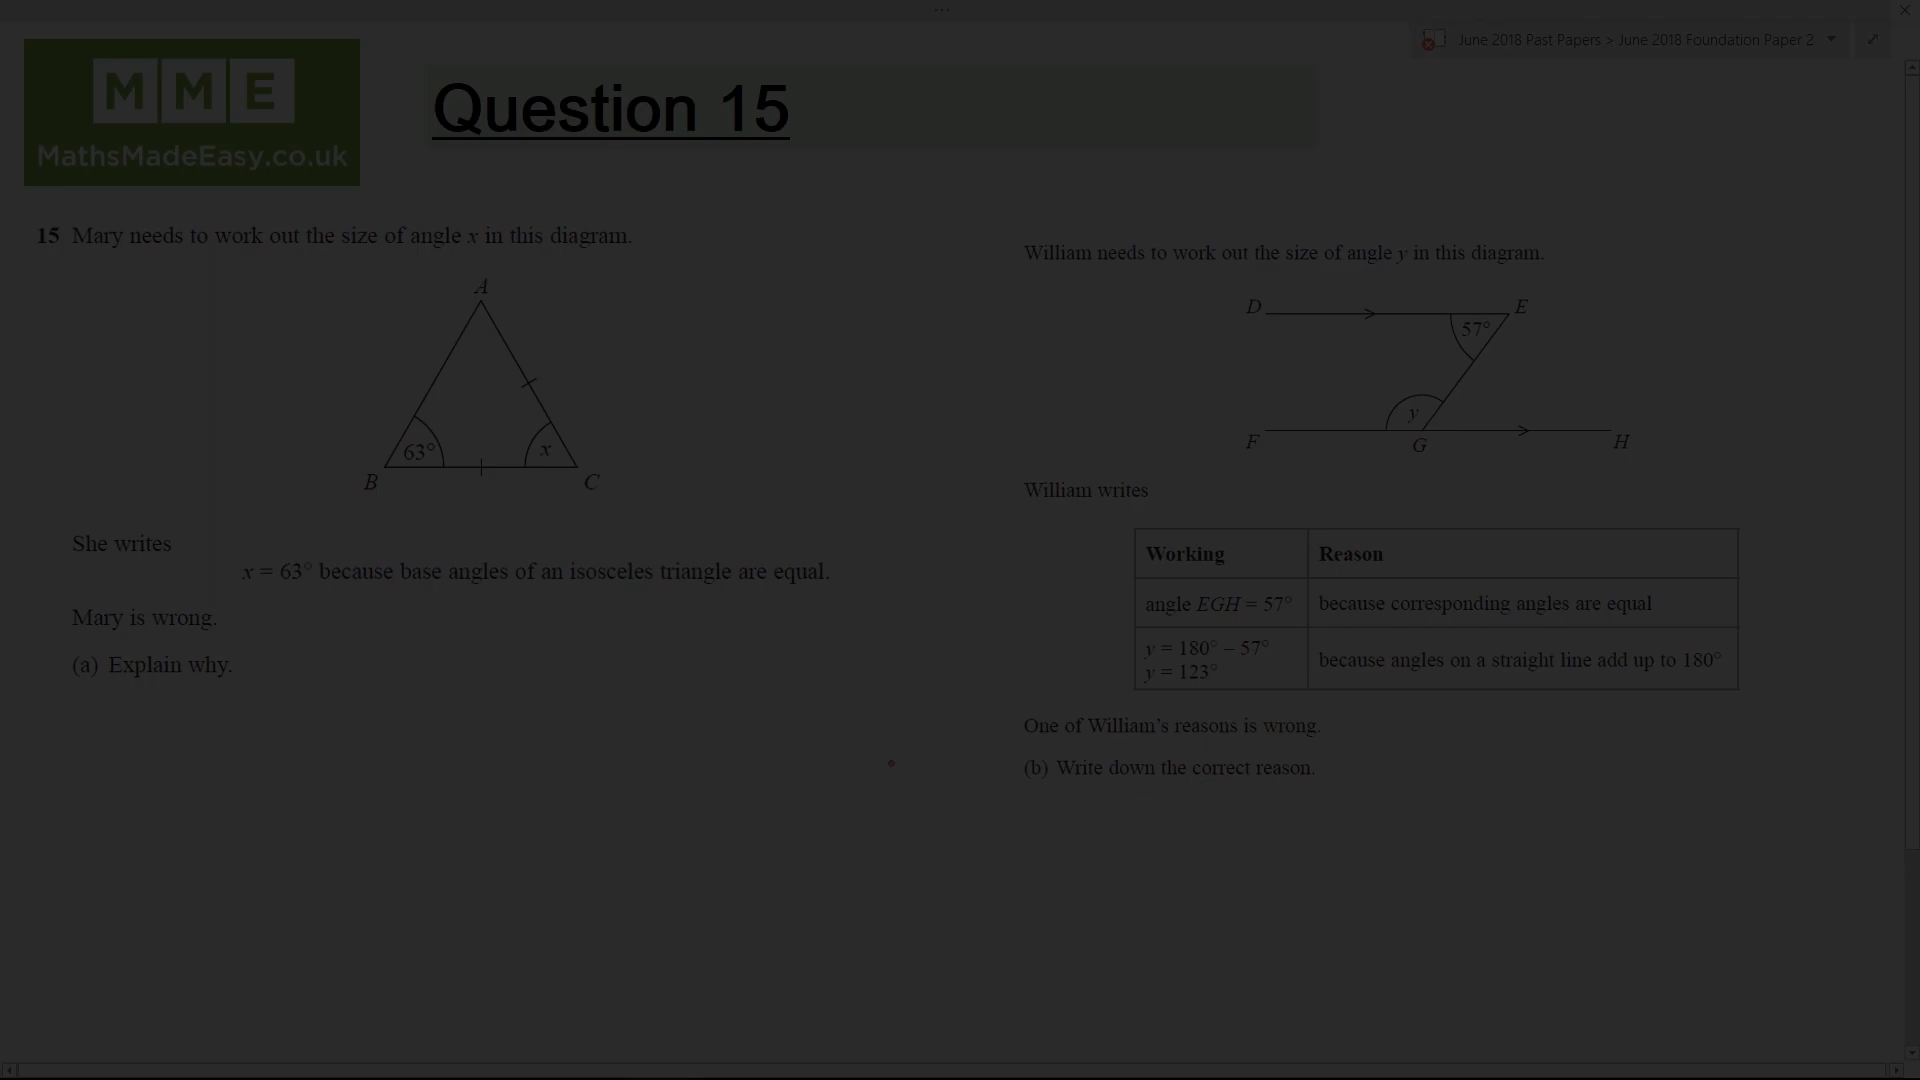 ...
June 2018 Past Papers > June 2018 Foundation Paper 2
MME
MathsMadeEasy.co.uk
Question 15
15 Mary needs to work out the size of angle x in this diagram.
A
63°
x
B
C
She writes
x = 63° because base angles of an isosceles triangle are equal.
Mary is wrong.
(a) Explain why.
William needs to work out the size of angle y in this diagram.
D
E
57°
y
F
G
H
William writes
Working Reason
angle EGH = 57° because corresponding angles are equal
y = 180° – 57°
y = 123°
because angles on a straight line add up to 180°
One of William's reasons is wrong.
(b) Write down the correct reason.